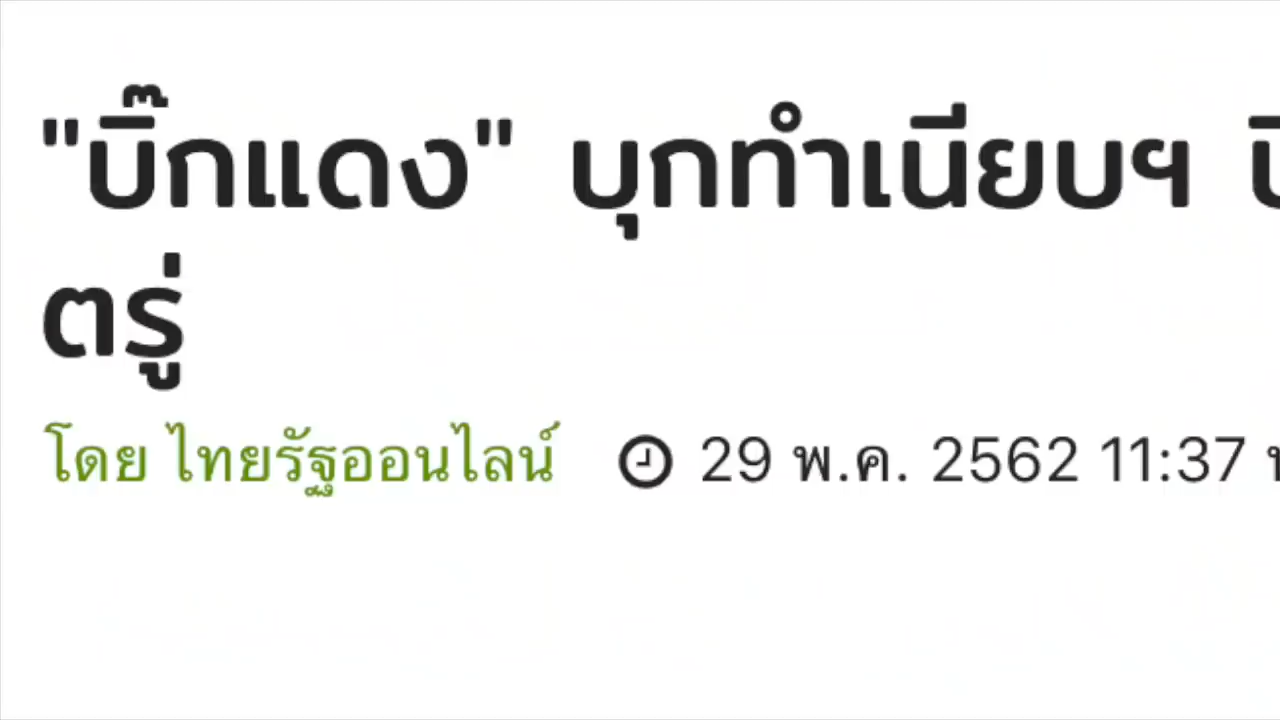 "บิ๊กแดง" บุกทำเนียบฯ
ตรู่
โดย ไทยรัฐออนไลน์ 29 พ.ค. 2562 11:37